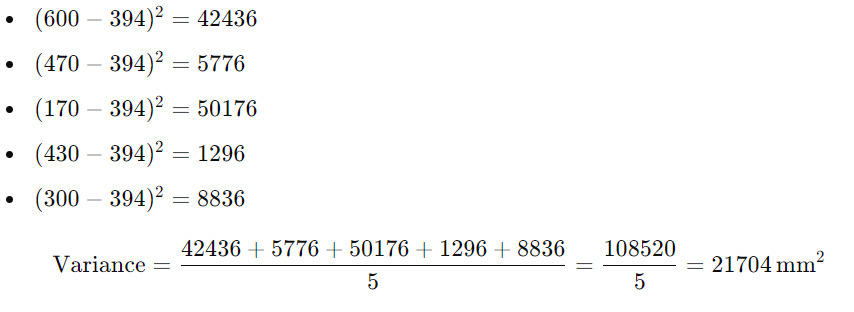 • (600 − 394)² = 42436
• (470 − 394)² = 5776
• (170 − 394)² = 50176
• (430 − 394)² = 1296
• (300 − 394)² = 8836
Variance = (42436 + 5776 + 50176 + 1296 + 8836) / 5 = 108520 / 5 = 21704 mm²